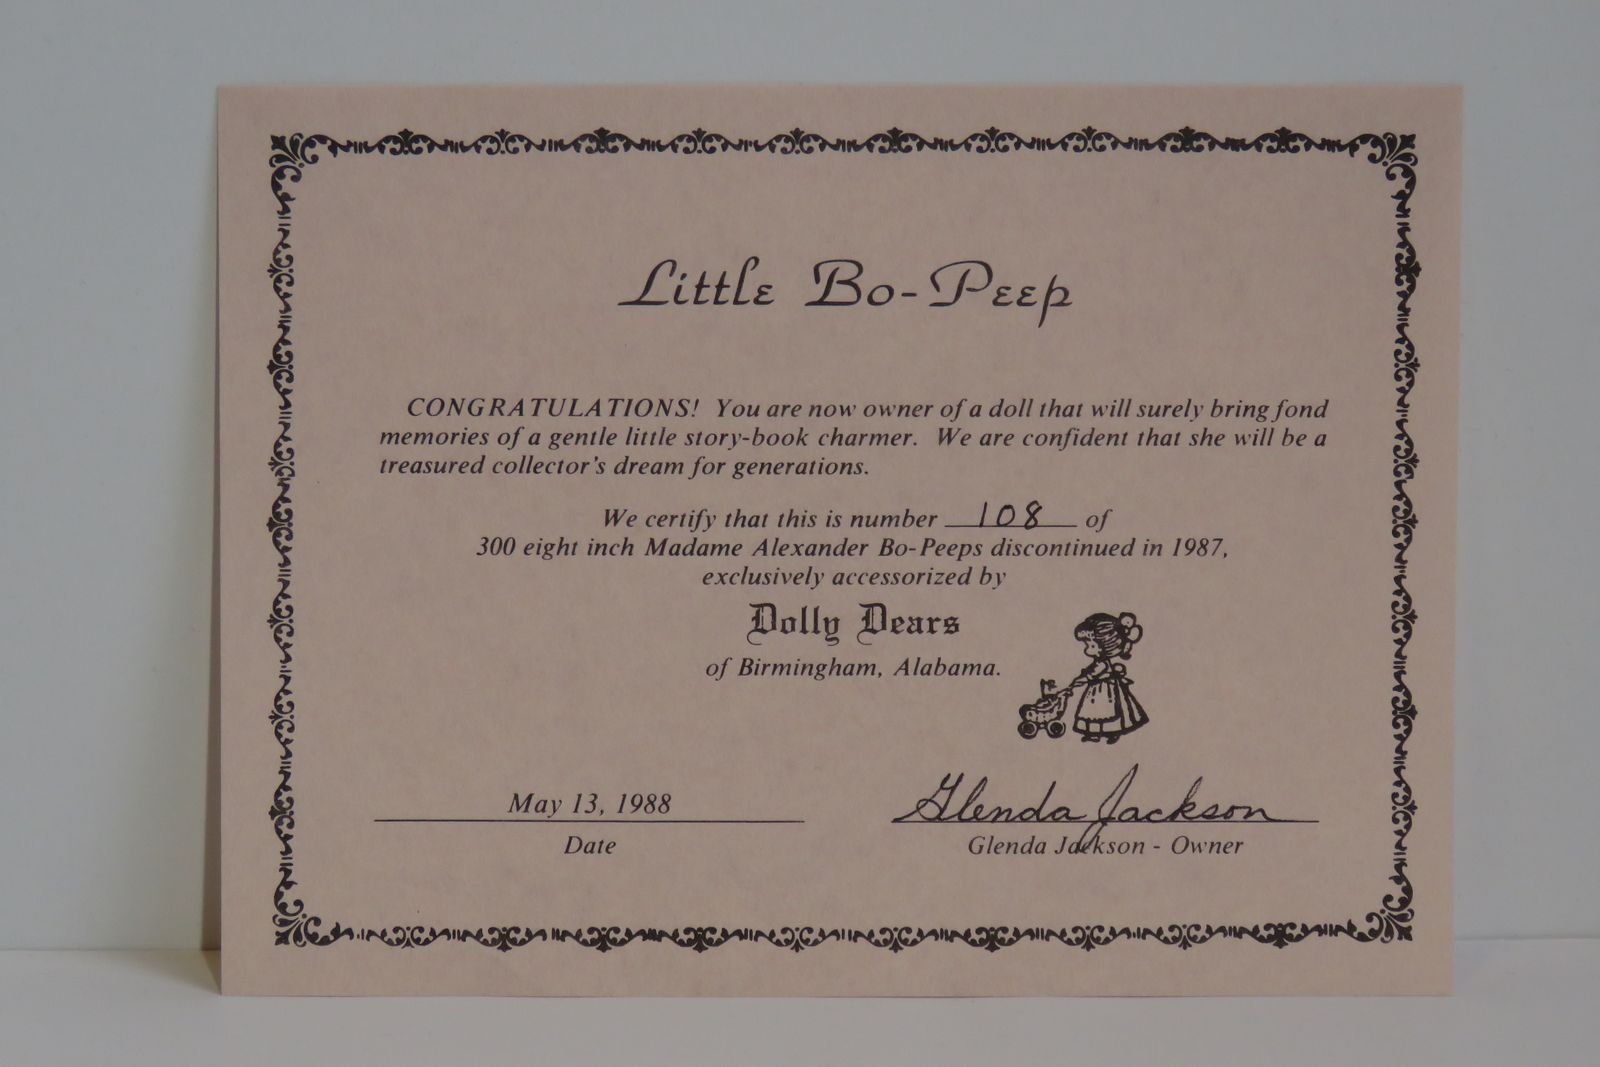 Little Bo-Peep
CONGRATULATIONS! You are now owner of a doll that will surely bring fond
memories of a gentle little story-book charmer. We are confident that she will be a
treasured collector's dream for generations.
We certify that this is number 108 of
300 eight inch Madame Alexander Bo-Peeps discontinued in 1987,
exclusively accessorized by
Dolly Dears
of Birmingham, Alabama.
May 13, 1988
Date
Glenda Jackson
Glenda Jackson - Owner